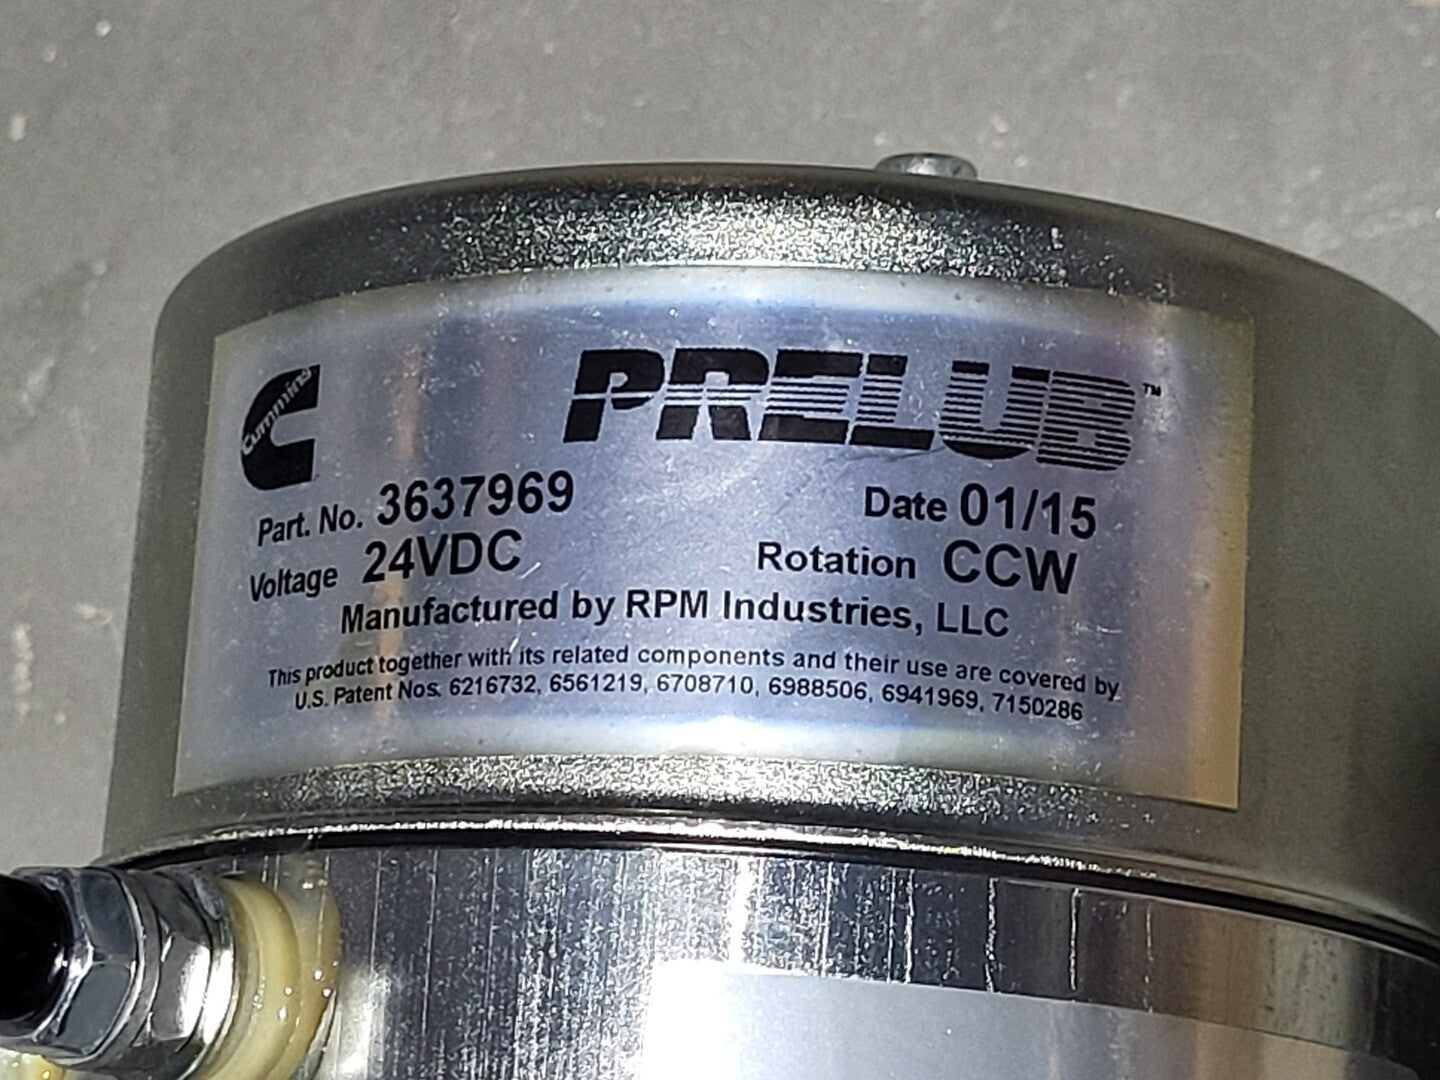 Cummins
PRELUB™
Part. No. 3637969 Date 01/15
Voltage 24VDC Rotation CCW
Manufactured by RPM Industries, LLC
This product together with its related components and their use are covered by
U.S. Patent Nos. 6216732, 6561219, 6708710, 6988506, 6941969, 7150286